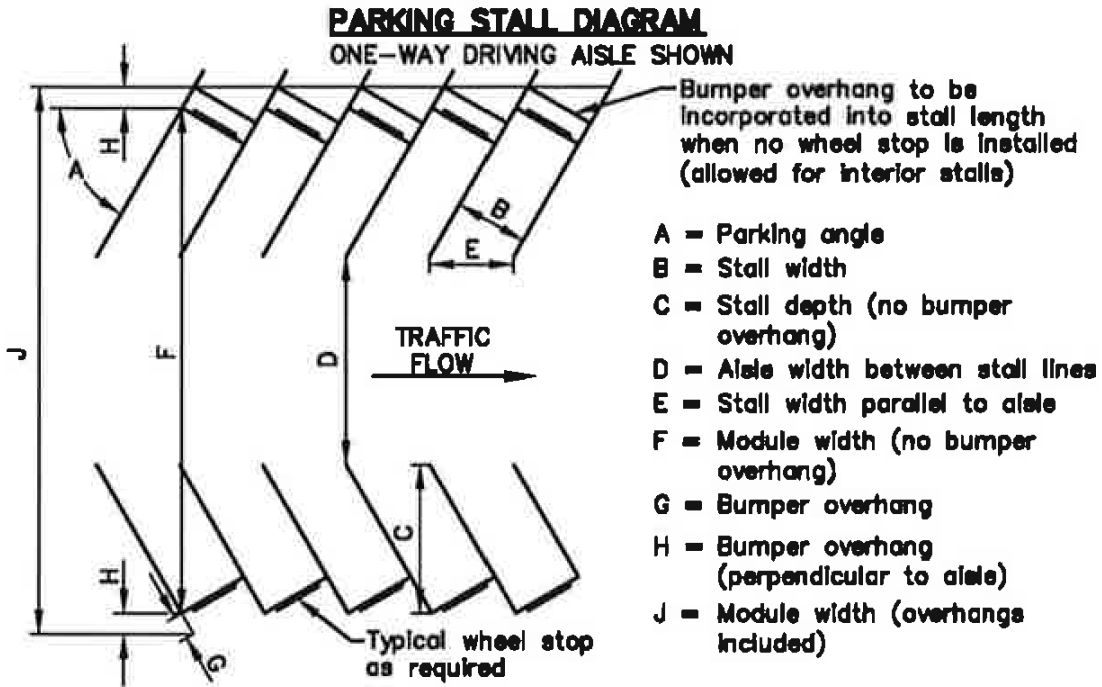 PARKING STALL DIAGRAM
ONE-WAY DRIVING AISLE SHOWN
Bumper overhang to be
incorporated into stall length
when no wheel stop is installed
(allowed for interior stalls)
H
A
B
E
A = Parking angle
B = Stall width
C = Stall depth (no bumper
overhang)
D = Aisle width between stall lines
E = Stall width parallel to aisle
F = Module width (no bumper
overhang)
G = Bumper overhang
H = Bumper overhang
(perpendicular to aisle)
J = Module width (overhangs
included)
J
F
D
TRAFFIC
FLOW
C
H
G
Typical wheel stop
as required